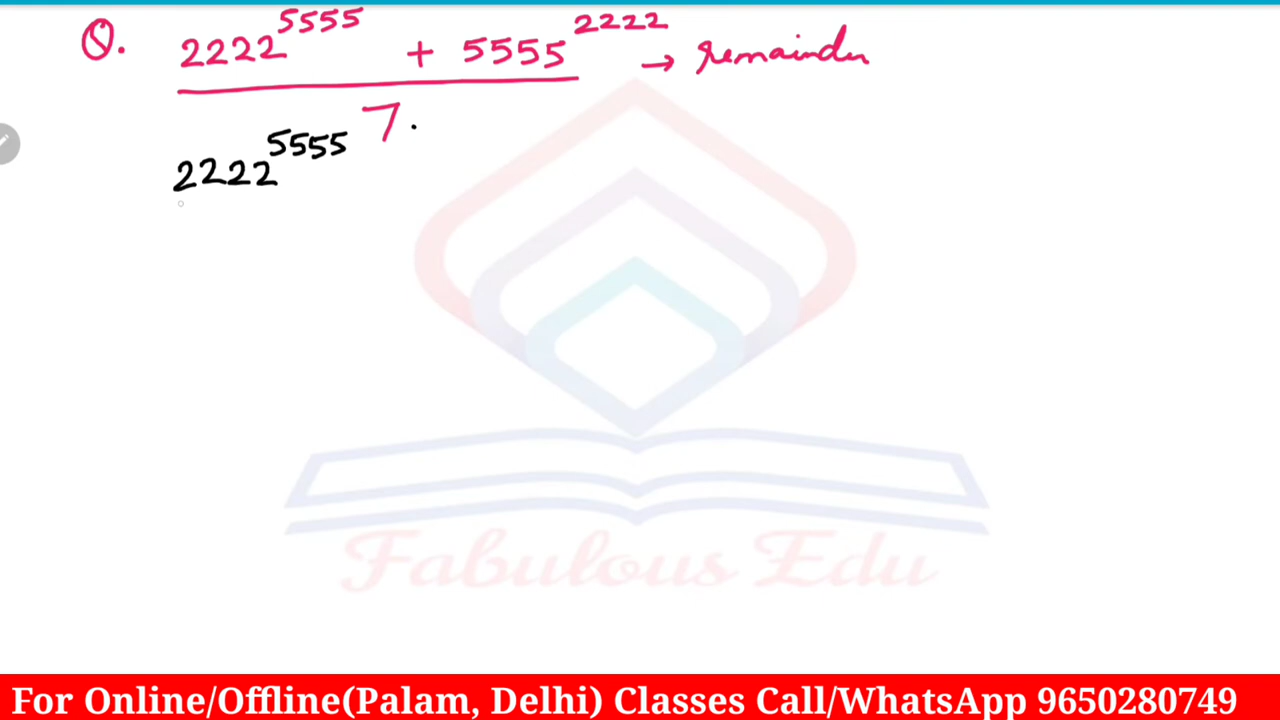 Q. 2222^5555 + 5555^2222 → remainder
7.
2222^5555
Fabulous Edu
For Online/Offline(Palam, Delhi) Classes Call/WhatsApp 9650280749